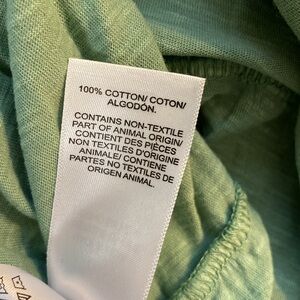 100% COTTON/ COTON/
ALGODÓN.
CONTAINS NON-TEXTILE
PART OF ANIMAL ORIGIN/
CONTIENT DES PIÈCES
NON TEXTILES D'ORIGINE
ANIMALE/ CONTIENE
PARTES NO TEXTILES DE
ORIGEN ANIMAL.